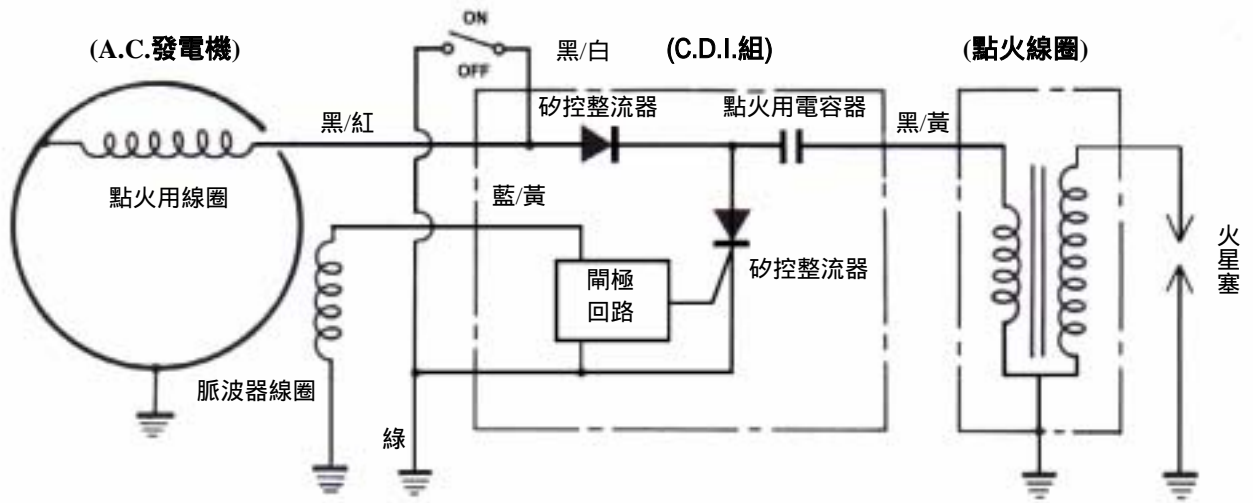 ON
(A.C.發電機)
黑/白
(C.D.I.組)
(點火線圈)
OFF
矽控整流器
點火用電容器
黑/紅
黑/黃
點火用線圈
藍/黃
矽控整流器
火星塞
閘極
回路
脈波器線圈
綠